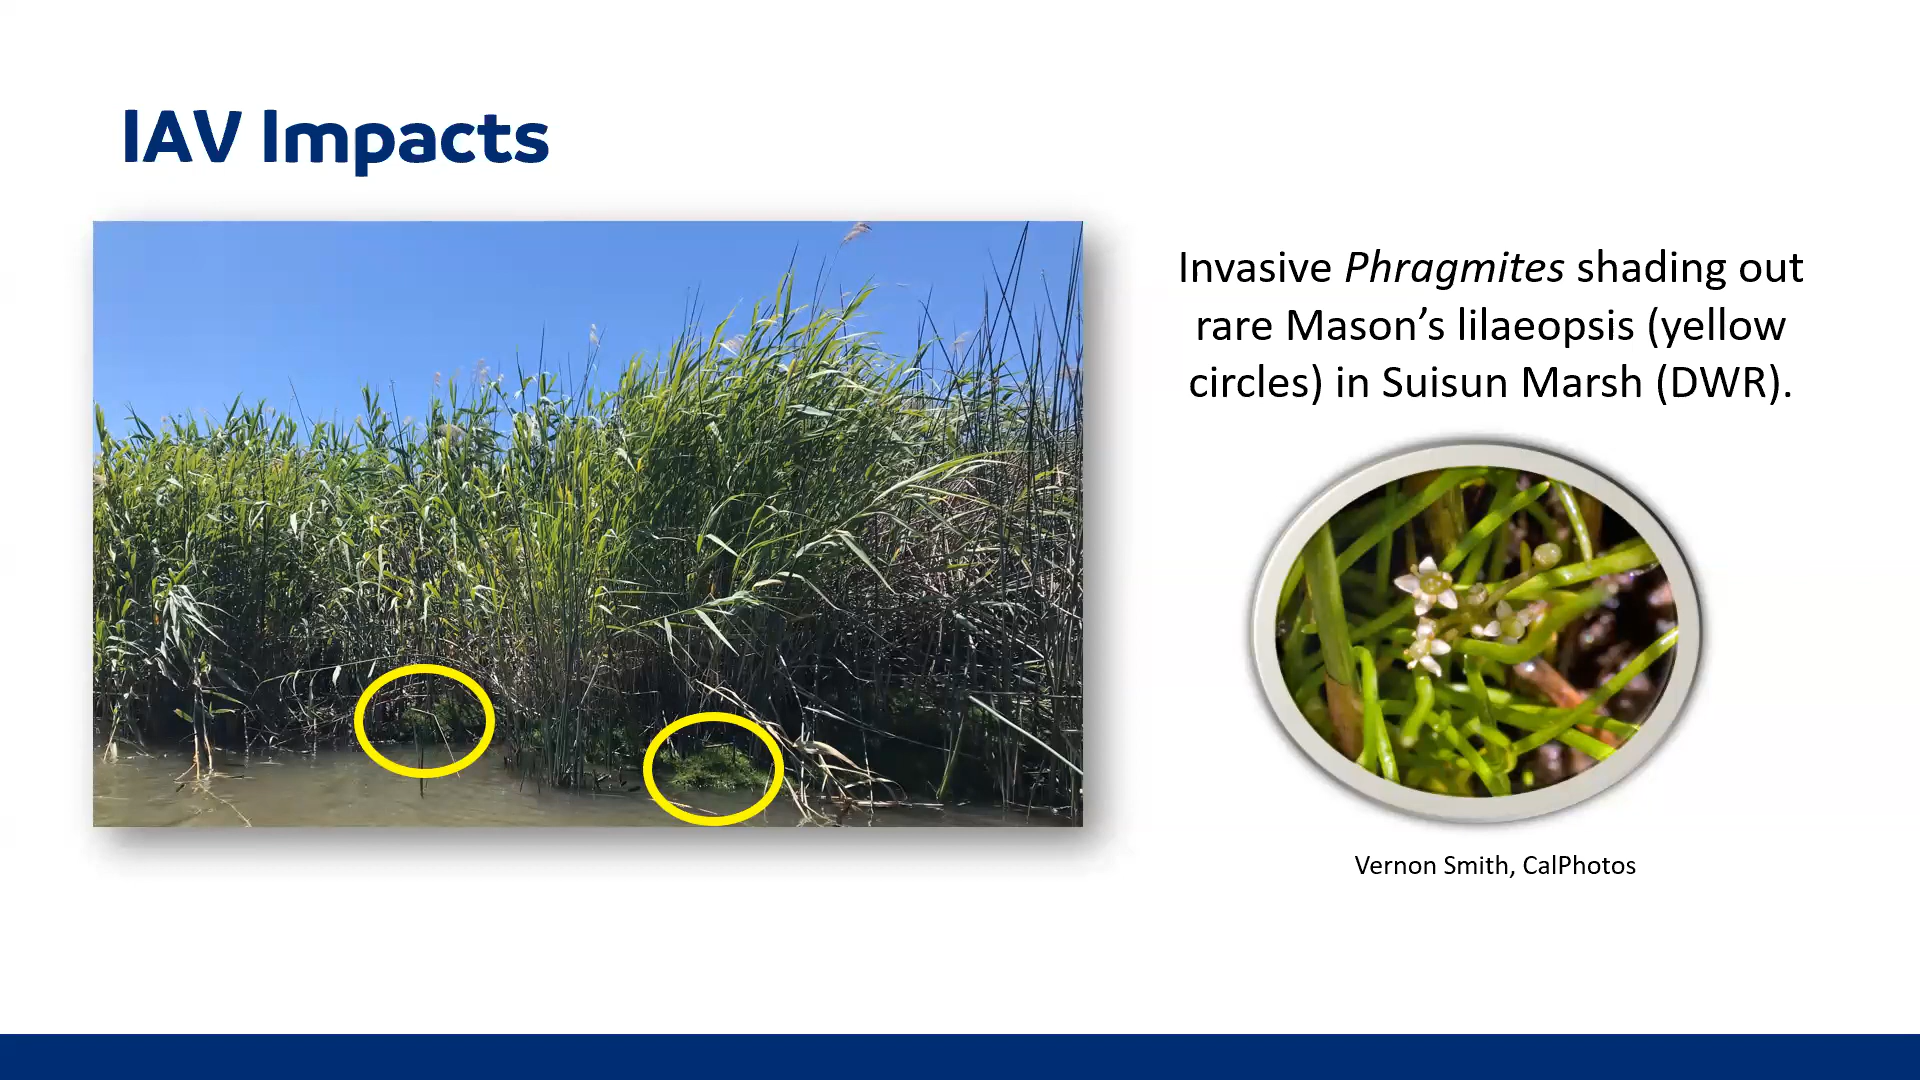 IAV Impacts
Invasive Phragmites shading out
rare Mason’s lilaeopsis (yellow
circles) in Suisun Marsh (DWR).
Vernon Smith, CalPhotos